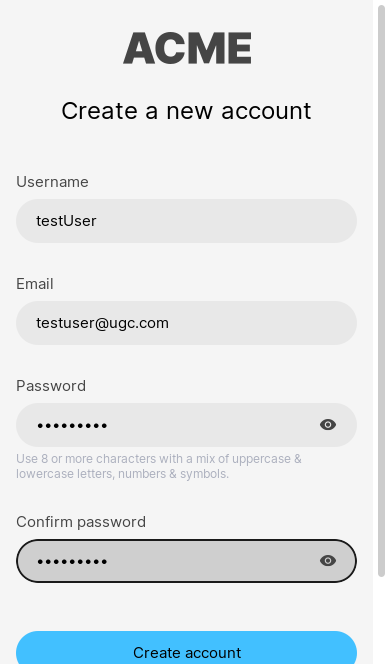 ACME
Create a new account
Username
testUser
Email
testuser@ugc.com
Password
•••••••••
Use 8 or more characters with a mix of uppercase &
lowercase letters, numbers & symbols.
Confirm password
•••••••••
Create account